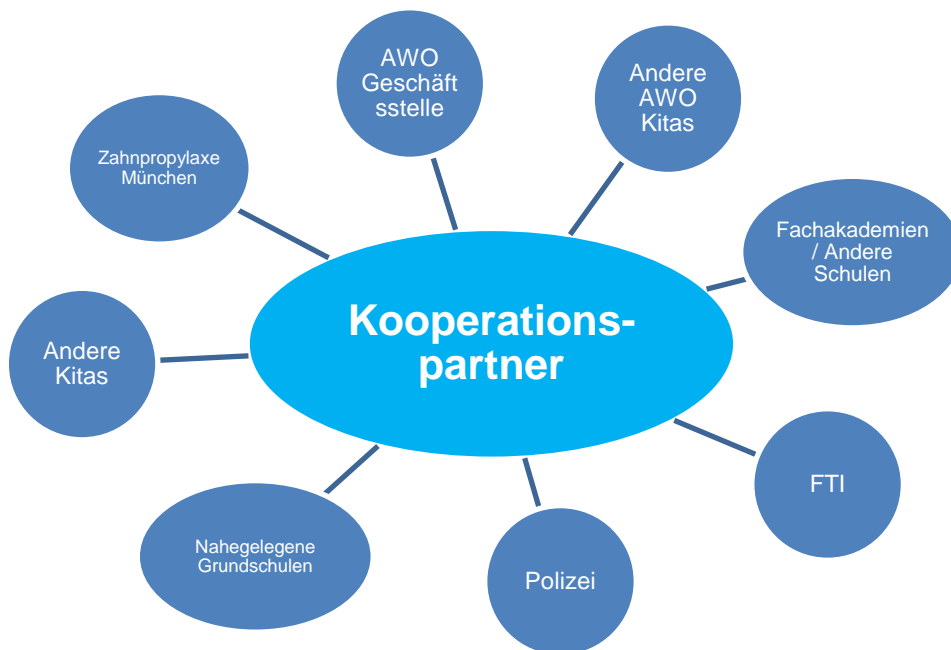 AWO
Geschäft
sstelle
Andere
AWO
Kitas
Zahnpropylaxe
München
Fachakademien
/ Andere
Schulen
Kooperations-
partner
Andere
Kitas
FTI
Nahegelegene
Grundschulen
Polizei